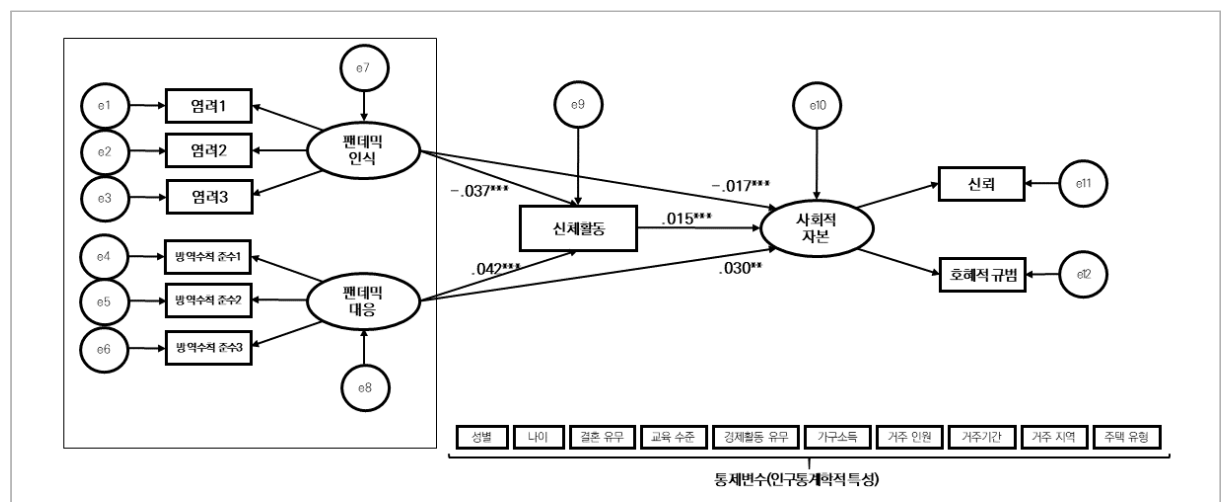 e7
e1
염려1
e9
e10
e2
염려2
팬데믹
인식
e3
염려3
-.037***
-.017***
신뢰
e11
신체활동
.015***
사회적
자본
e4
방역수칙 준수1
.042***
.030**
호혜적 규범
e12
e5
방역수칙 준수2
팬데믹
대응
e6
방역수칙 준수3
e8
성별
나이
결혼 유무
교육 수준
경제활동 유무
가구소득
거주 인원
거주기간
거주 지역
주택 유형
통제변수(인구통계학적 특성)